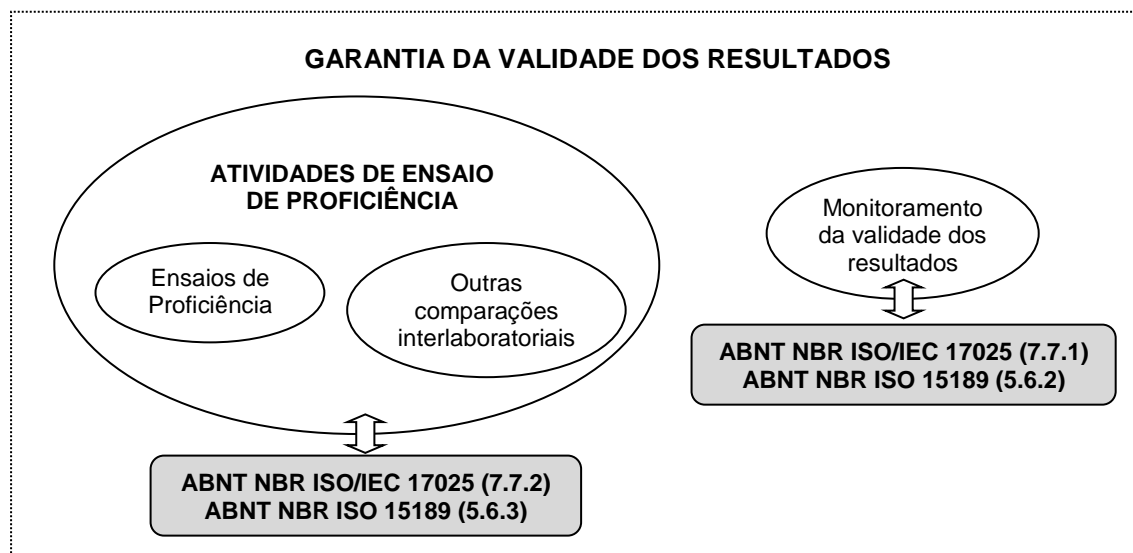 GARANTIA DA VALIDADE DOS RESULTADOS
ATIVIDADES DE ENSAIO
DE PROFICIÊNCIA
Ensaios de
Proficiência
Outras
comparações
interlaboratoriais
ABNT NBR ISO/IEC 17025 (7.7.2)
ABNT NBR ISO 15189 (5.6.3)
Monitoramento
da validade dos
resultados
ABNT NBR ISO/IEC 17025 (7.7.1)
ABNT NBR ISO 15189 (5.6.2)